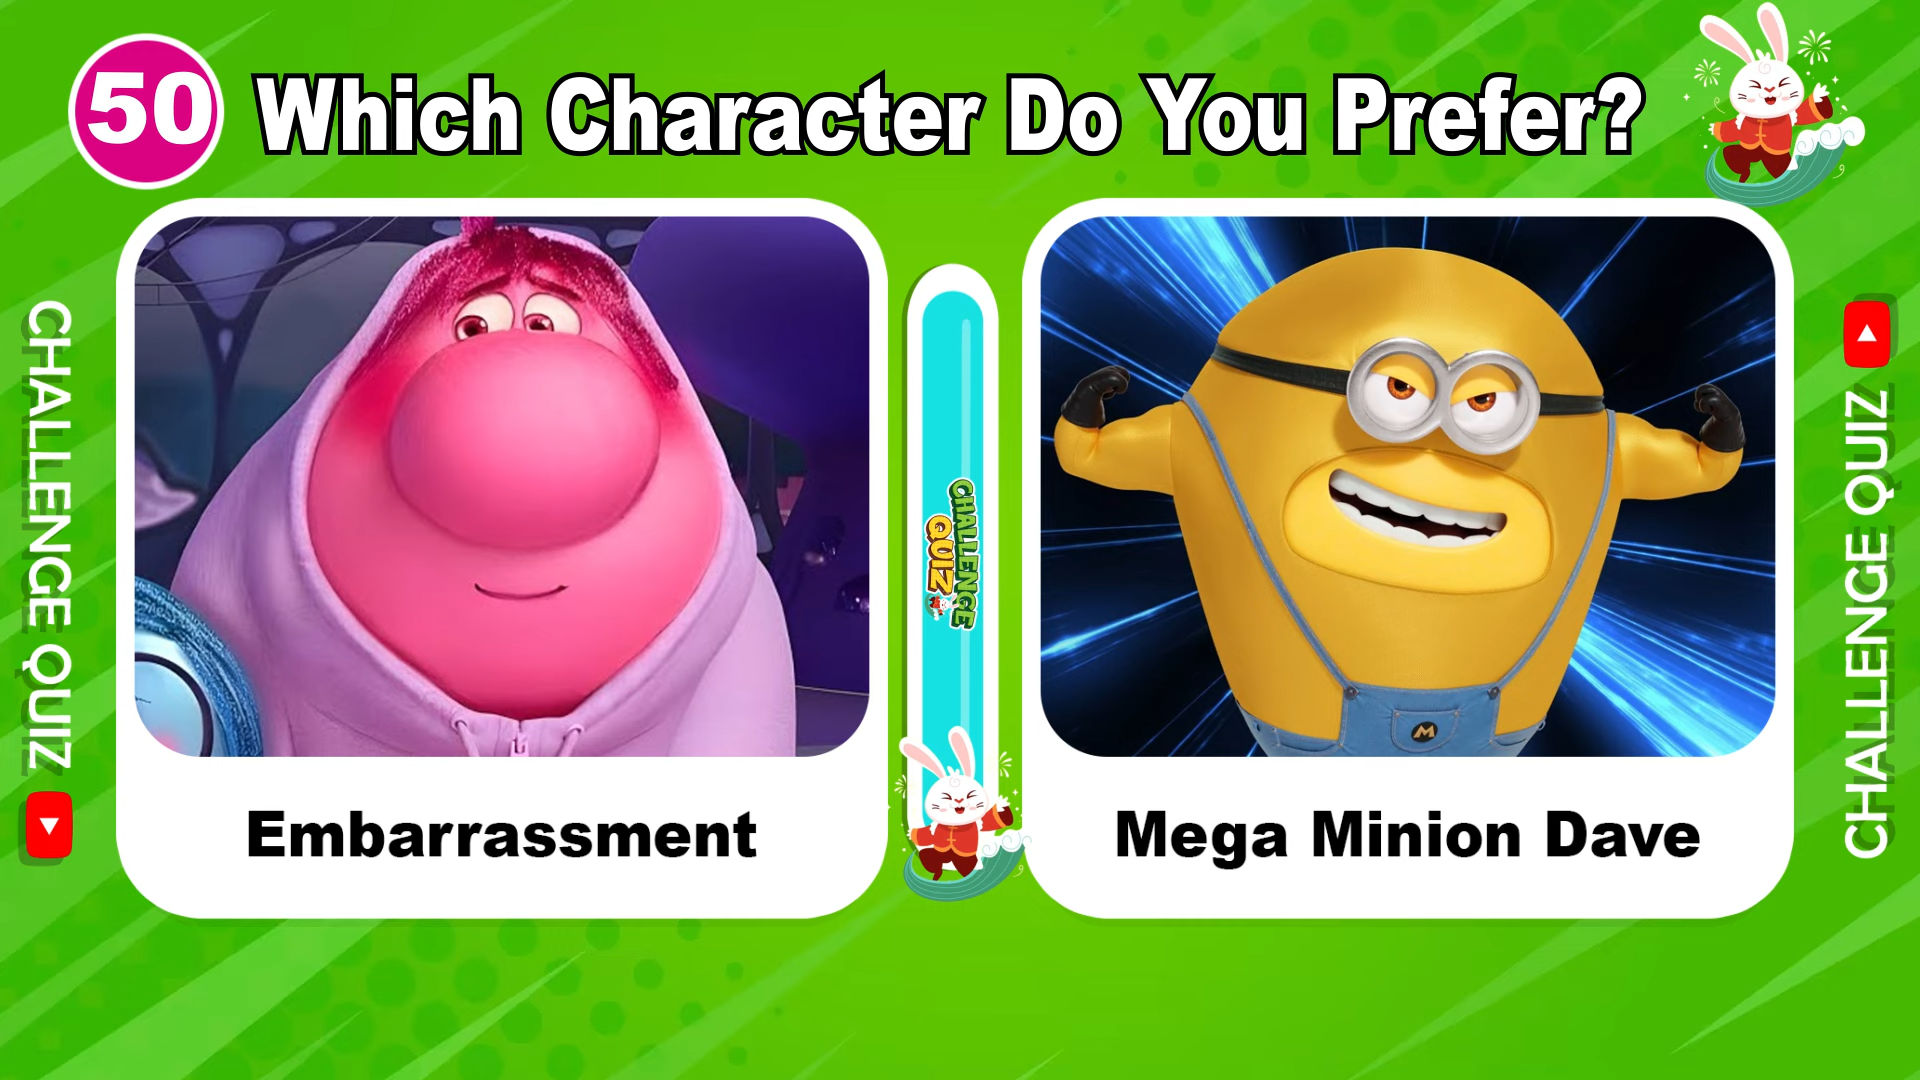 50
Which Character Do You Prefer?
CHALLENGE QUIZ
CHALLENGE
QUIZ
CHALLENGE QUIZ
M
Embarrassment
Mega Minion Dave